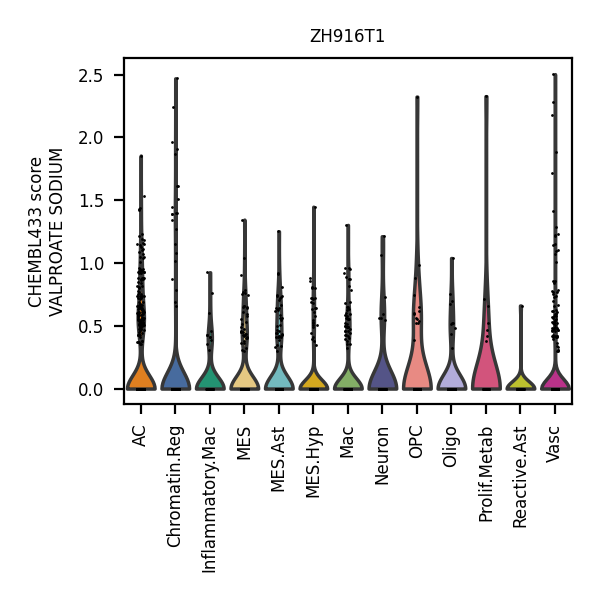 ZH916T1
CHEMBL433 score
VALPROATE SODIUM
2.5
2.0
1.5
1.0
0.5
0.0
AC
Chromatin.Reg
Inflammatory.Mac
MES
MES.Ast
MES.Hyp
Mac
Neuron
OPC
Oligo
Prolif.Metab
Reactive.Ast
Vasc